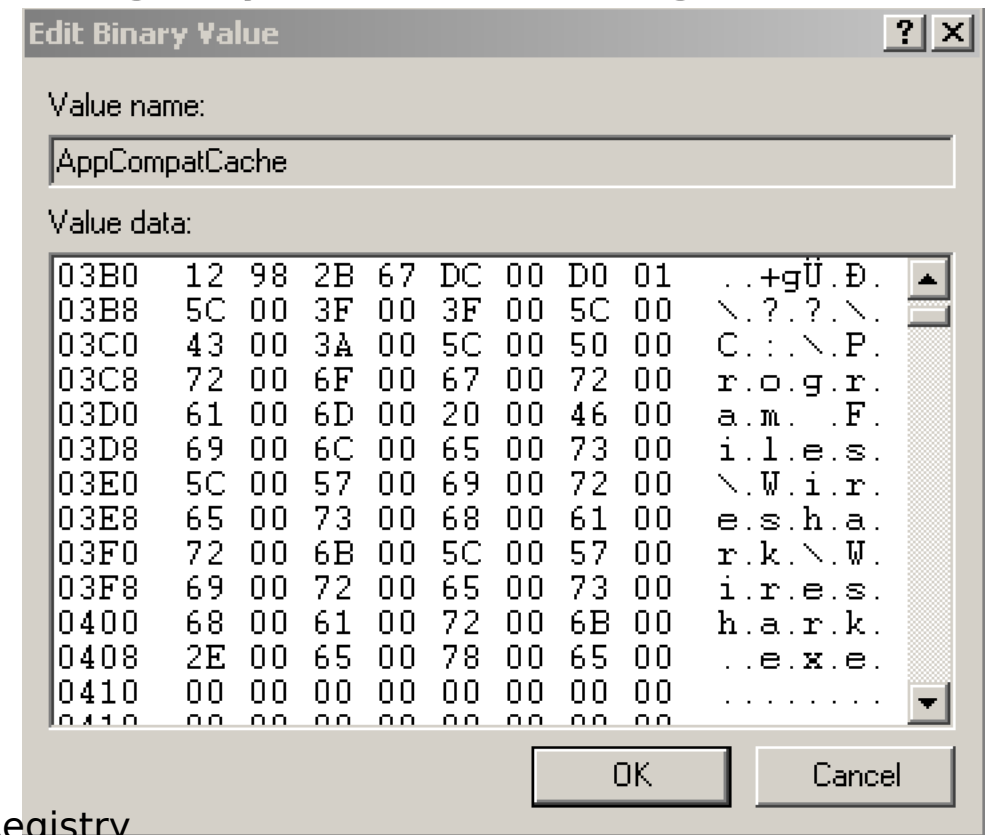 Edit Binary Value
Value name:
AppCompatCache
Value data:
03B0 12 98 2B 67 DC 00 D0 01 ..+gÜ.Ð.
03B8 5C 00 3F 00 3F 00 5C 00 \.?.?.\.
03C0 43 00 3A 00 5C 00 50 00 C.:.\.P.
03C8 72 00 6F 00 67 00 72 00 r.o.g.r.
03D0 61 00 6D 00 20 00 46 00 a.m. .F.
03D8 69 00 6C 00 65 00 73 00 i.l.e.s.
03E0 5C 00 57 00 69 00 72 00 \.W.i.r.
03E8 65 00 73 00 68 00 61 00 e.s.h.a.
03F0 72 00 6B 00 5C 00 57 00 r.k.\.W.
03F8 69 00 72 00 65 00 73 00 i.r.e.s.
0400 68 00 61 00 72 00 6B 00 h.a.r.k.
0408 2E 00 65 00 78 00 65 00 ..e.x.e.
0410 00 00 00 00 00 00 00 00 ........
OK Cancel
egistry